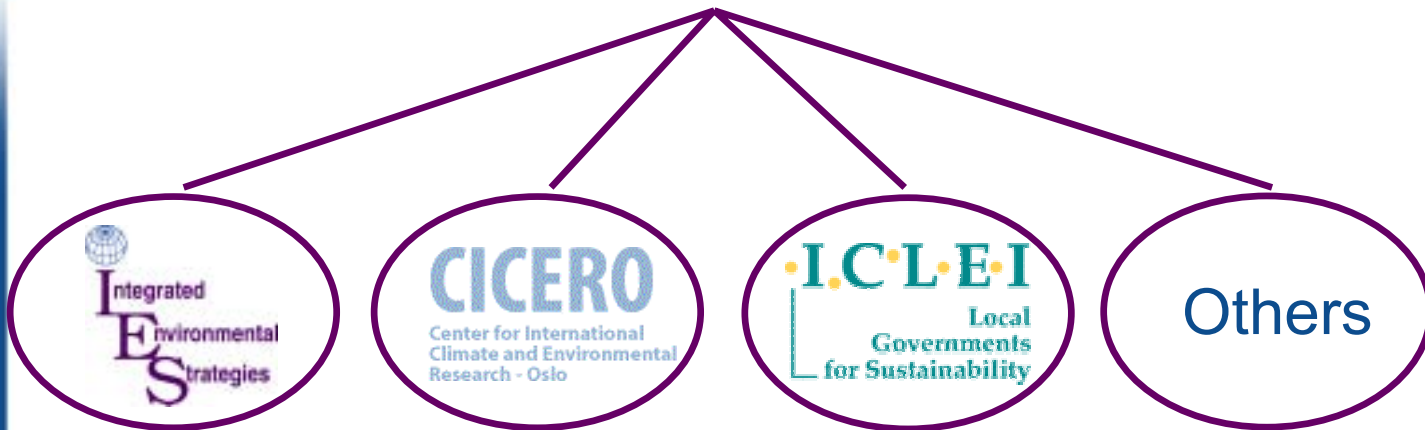 Integrated
Environmental
Strategies
CICERO
Center for International
Climate and Environmental
Research - Oslo
I·C·L·E·I
Local
Governments
for Sustainability
Others